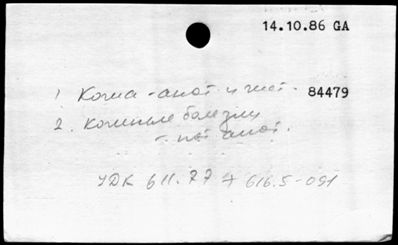 14.10.86 GA
1 Кожа - анат. и гист. 84479
2. кожные болезни
- пат. анат.
УДК 611.77 + 616.5-091